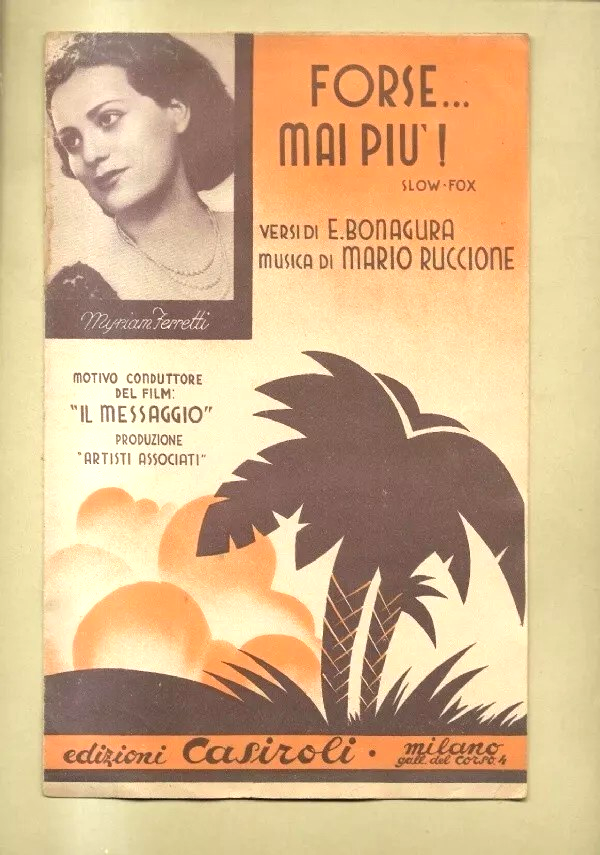 FORSE...
MAI PIU'!
SLOW-FOX
VERSI DI E. BONAGURA
MUSICA DI MARIO RUCCIONE
Myriam Ferretti
MOTIVO CONDUTTORE
DEL FILM:
"IL MESSAGGIO"
PRODUZIONE
"ARTISTI ASSOCIATI"
edizioni Casiroli · milano
gall. del corso 4